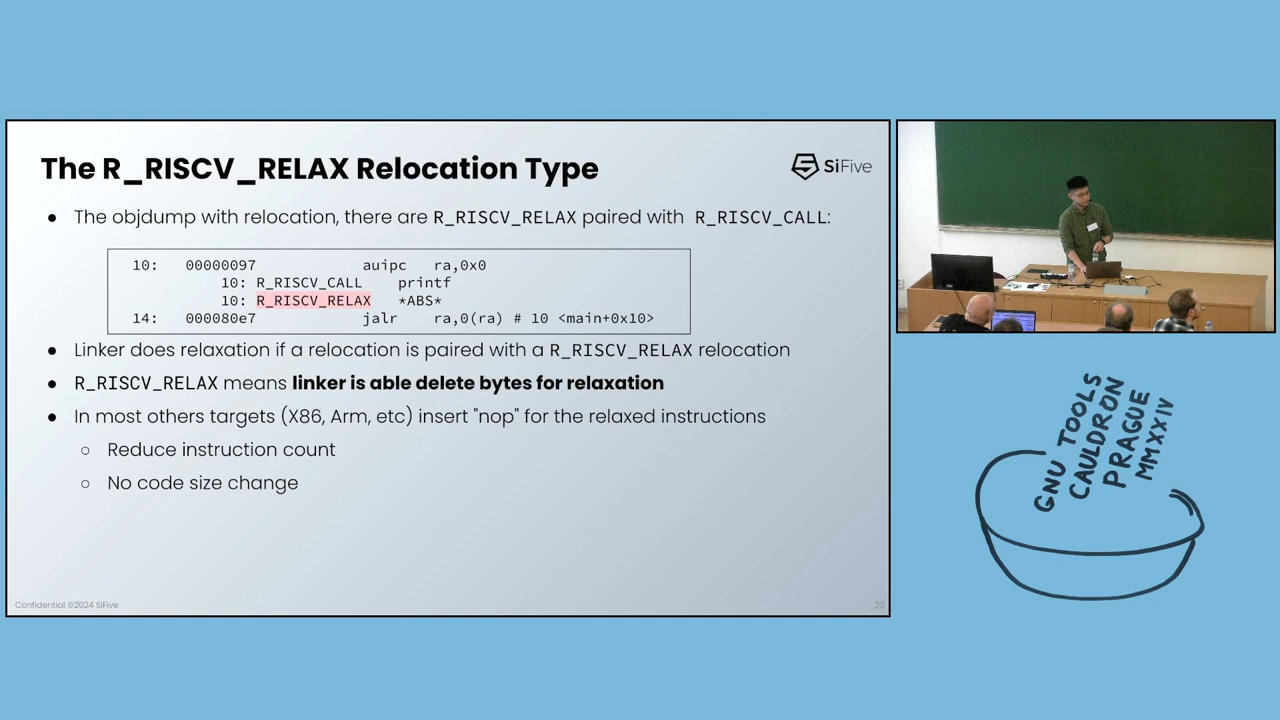 The R_RISCV_RELAX Relocation Type
SiFive
● The objdump with relocation, there are R_RISCV_RELAX paired with R_RISCV_CALL:
10: 00000097 auipc ra,0x0
10: R_RISCV_CALL printf
10: R_RISCV_RELAX *ABS*
14: 000080e7 jalr ra,0(ra) # 10 <main+0x10>
● Linker does relaxation if a relocation is paired with a R_RISCV_RELAX relocation
● R_RISCV_RELAX means linker is able delete bytes for relaxation
● In most others targets (X86, Arm, etc) insert "nop" for the relaxed instructions
○ Reduce instruction count
○ No code size change
Confidential ©2024 SiFive
23
GNU TOOLS
CAULDRON
PRAGUE
MMXXIV